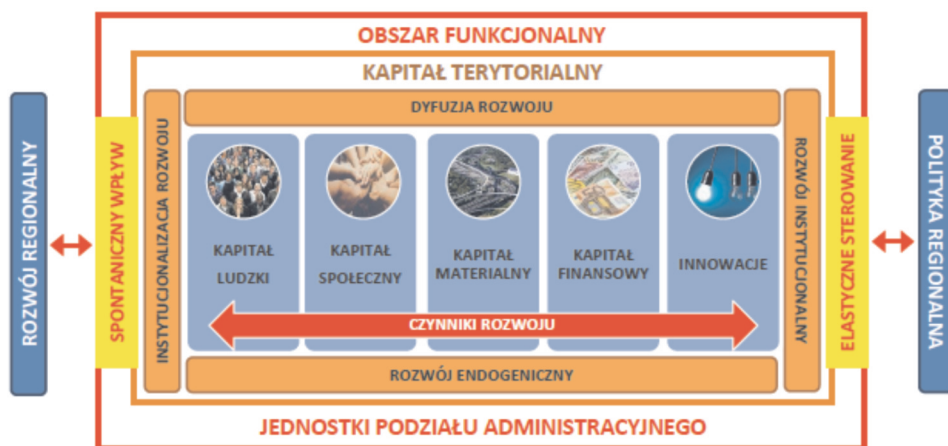 OBSZAR FUNKCJONALNY
KAPITAŁ TERYTORIALNY
ROZWÓJ REGIONALNY
SPONTANICZNY WPŁYW
INSTYTUCJONALIZACJA ROZWOJU
DYFUZJA ROZWOJU
KAPITAŁ
LUDZKI
KAPITAŁ
SPOŁECZNY
KAPITAŁ
MATERIALNY
KAPITAŁ
FINANSOWY
INNOWACJE
CZYNNIKI ROZWOJU
ROZWÓJ ENDOGENICZNY
ROZWÓJ INSTYTUCJONALNY
ELASTYCZNE STEROWANIE
POLITYKA REGIONALNA
JEDNOSTKI PODZIAŁU ADMINISTRACYJNEGO